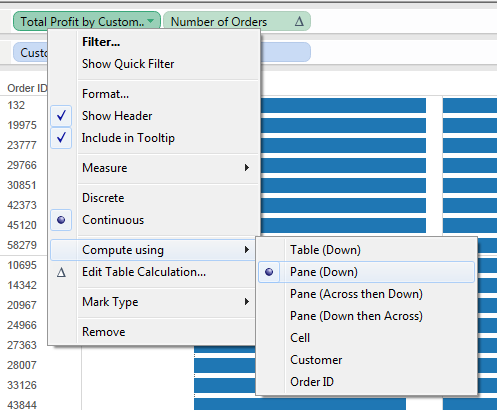 Total Profit by Custom.. Number of Orders Δ
Custo
Filter...
Show Quick Filter
Format...
Show Header
Include in Tooltip
Measure
Discrete
Continuous
Compute using
Δ Edit Table Calculation...
Mark Type
Remove
Table (Down)
Pane (Down)
Pane (Across then Down)
Pane (Down then Across)
Cell
Customer
Order ID
Order ID
132
19975
23777
29766
30851
42373
45120
58279
10695
14342
20967
24966
27363
28007
33126
43844